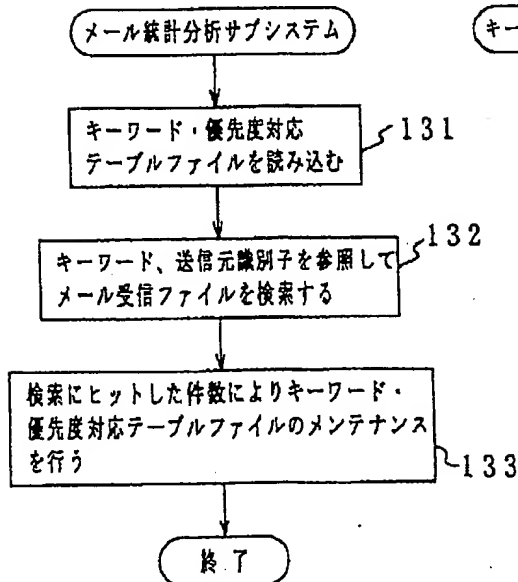 メール統計分析サブシステム
キー
キーワード・優先度対応
テーブルファイルを読み込む
131
キーワード、送信元識別子を参照して
メール受信ファイルを検索する
132
検索にヒットした件数によりキーワード・
優先度対応テーブルファイルのメンテナンス
を行う
133
終了